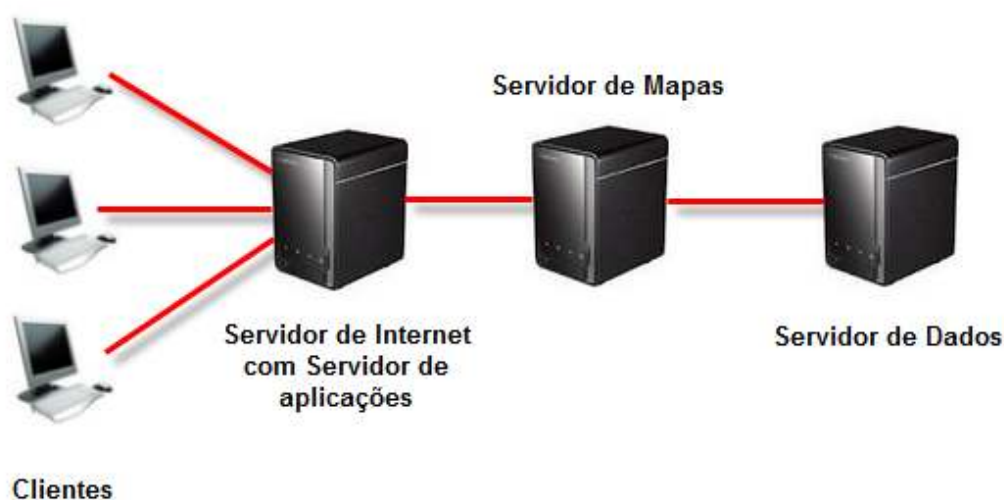 Servidor de Mapas
Servidor de Internet
com Servidor de
aplicações
Servidor de Dados
Clientes